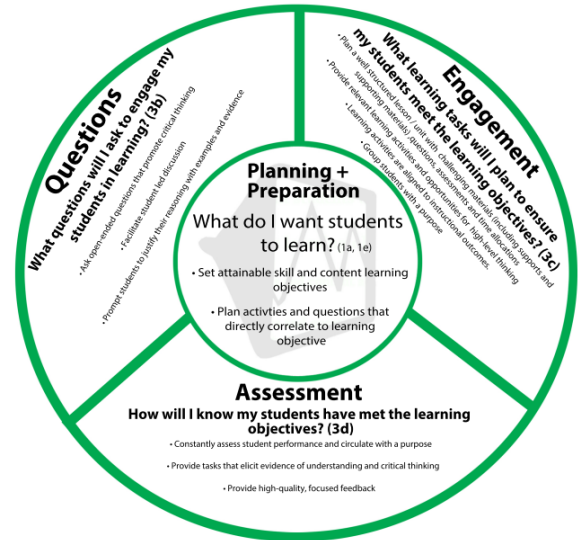 Questions
What questions will I ask to engage my
students in learning? (3b)
• Ask open-ended questions that promote critical thinking
• Facilitate student led discussion
• Prompt students to justify their reasoning with examples and evidence
Engagement
What learning tasks will I plan to ensure
my students meet the learning objectives? (3c)
• Plan a well structured lesson / unit with challenging materials (including supports and
supporting materials) ,questions, assessments and time allocations
• Provide relevant learning activities and opportunities for high-level thinking
• Learning activities are aligned to instructional outcomes.
• Group students with a purpose
Planning +
Preparation
What do I want students
to learn? (1a, 1e)
• Set attainable skill and content learning
objectives
• Plan activties and questions that
directly correlate to learning
objective
Assessment
How will I know my students have met the learning
objectives? (3d)
• Constantly assess student performance and circulate with a purpose
• Provide tasks that elicit evidence of understanding and critical thinking
• Provide high-quality, focused feedback